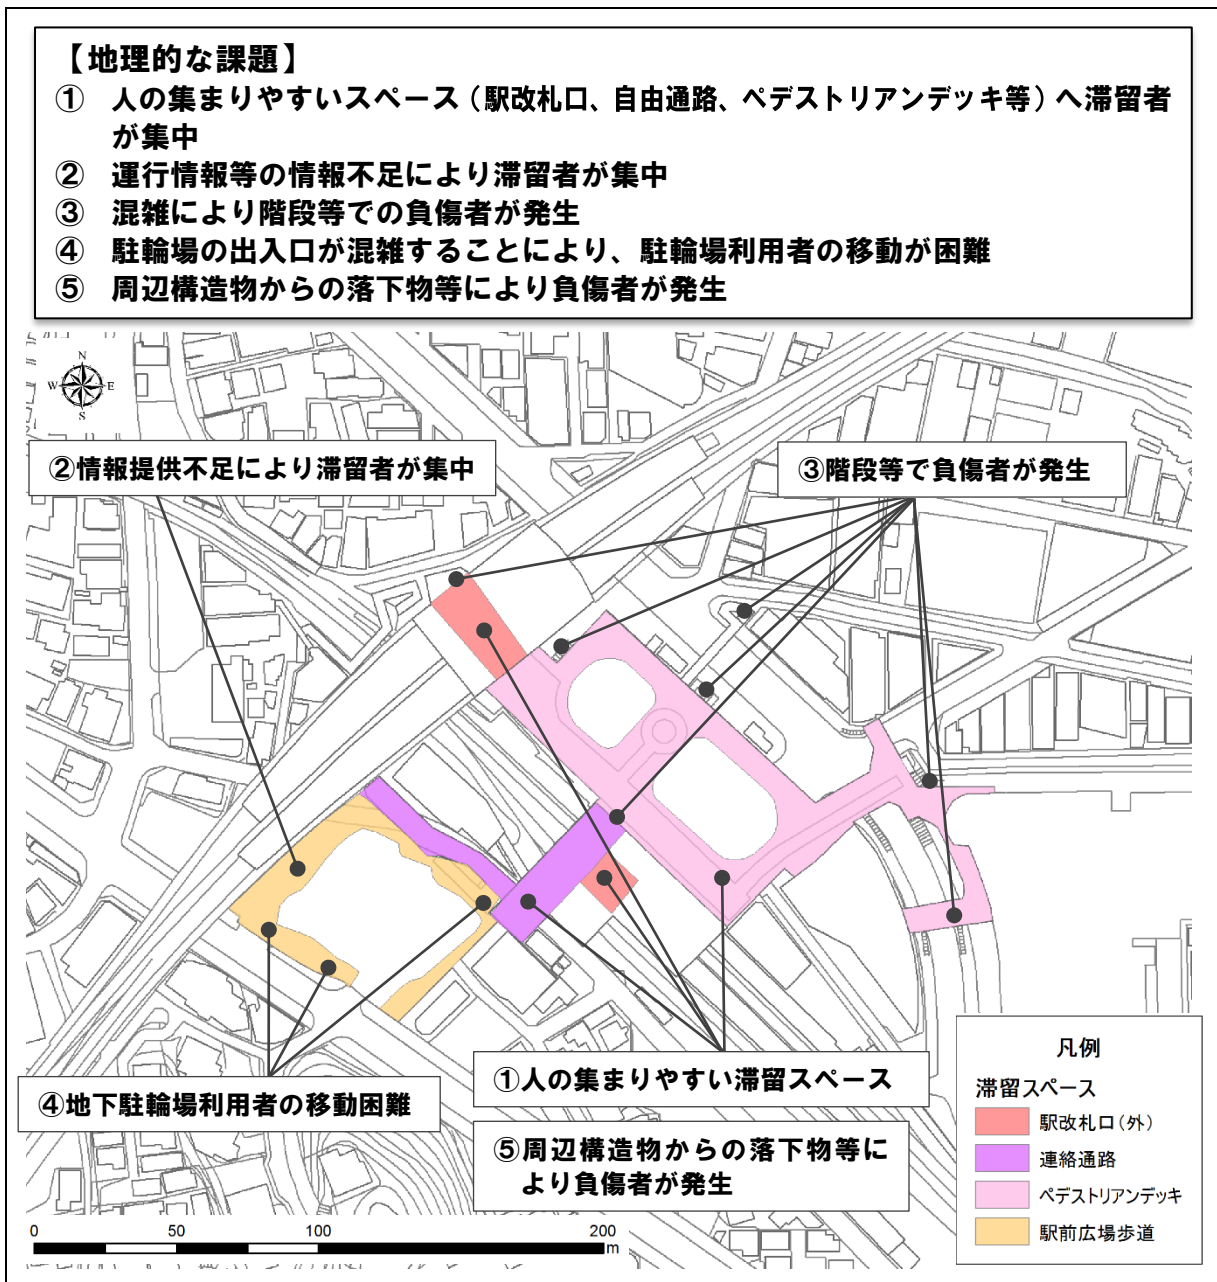 【地理的な課題】
① 人の集まりやすいスペース（駅改札口、自由通路、ペデストリアンデッキ等）へ滞留者
が集中
② 運行情報等の情報不足により滞留者が集中
③ 混雑により階段等での負傷者が発生
④ 駐輪場の出入口が混雑することにより、駐輪場利用者の移動が困難
⑤ 周辺構造物からの落下物等により負傷者が発生
N
W E
S
②情報提供不足により滞留者が集中
③階段等で負傷者が発生
①人の集まりやすい滞留スペース
④地下駐輪場利用者の移動困難
⑤周辺構造物からの落下物等に
より負傷者が発生
凡例
滞留スペース
駅改札口（外）
連絡通路
ペデストリアンデッキ
駅前広場歩道
0 50 100 200
m